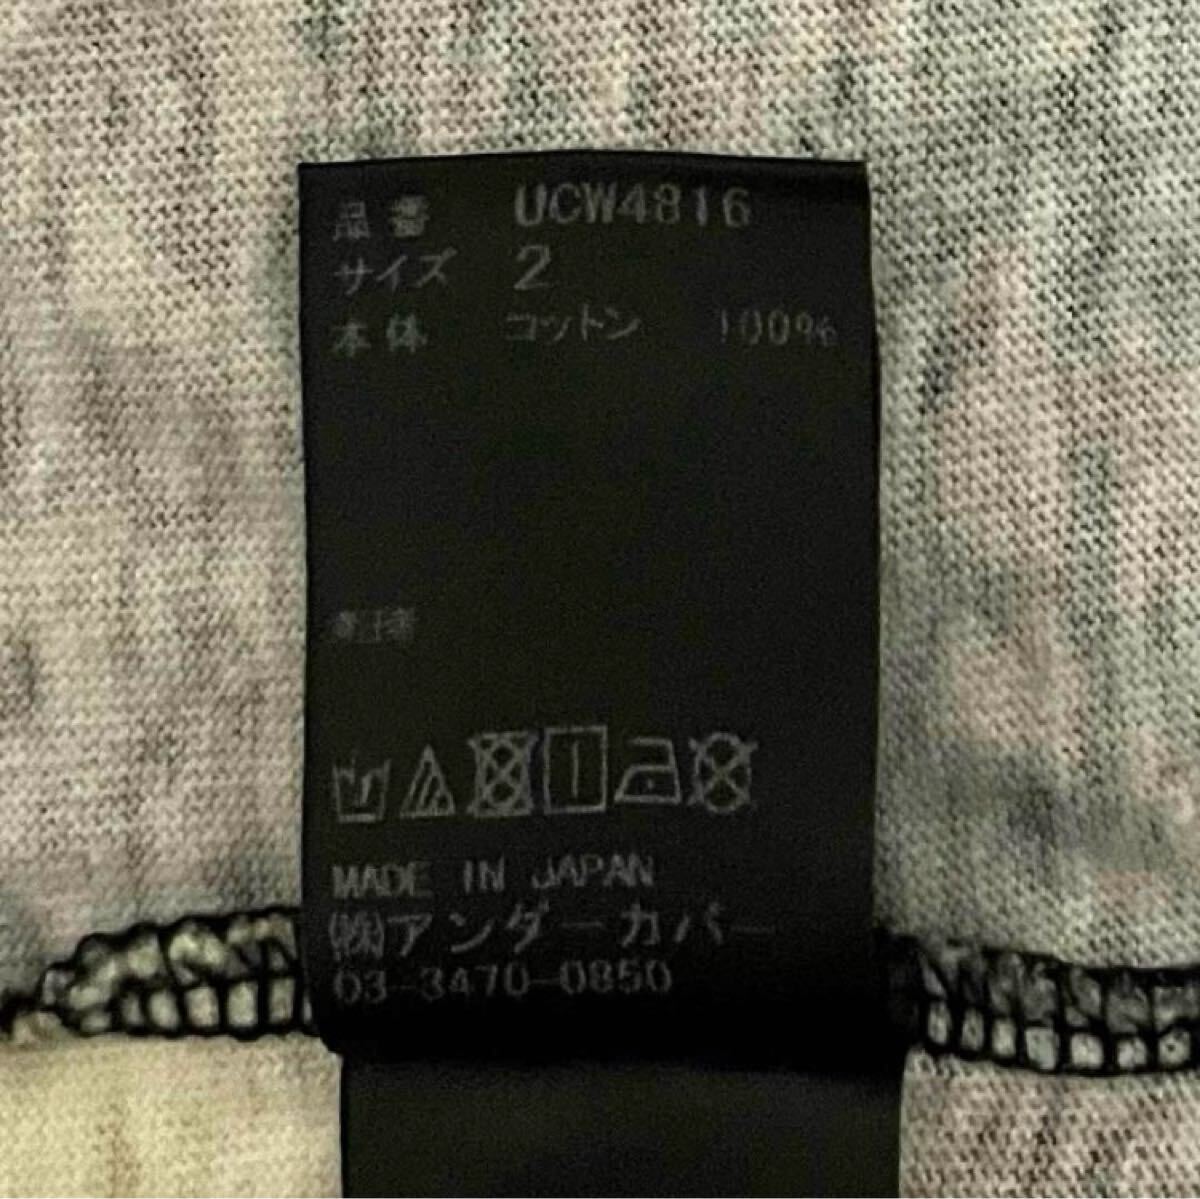 品番 UCW4816
サイズ 2
本体 コットン 100%
MADE IN JAPAN
㈱アンダーカバー
03-3470-0850